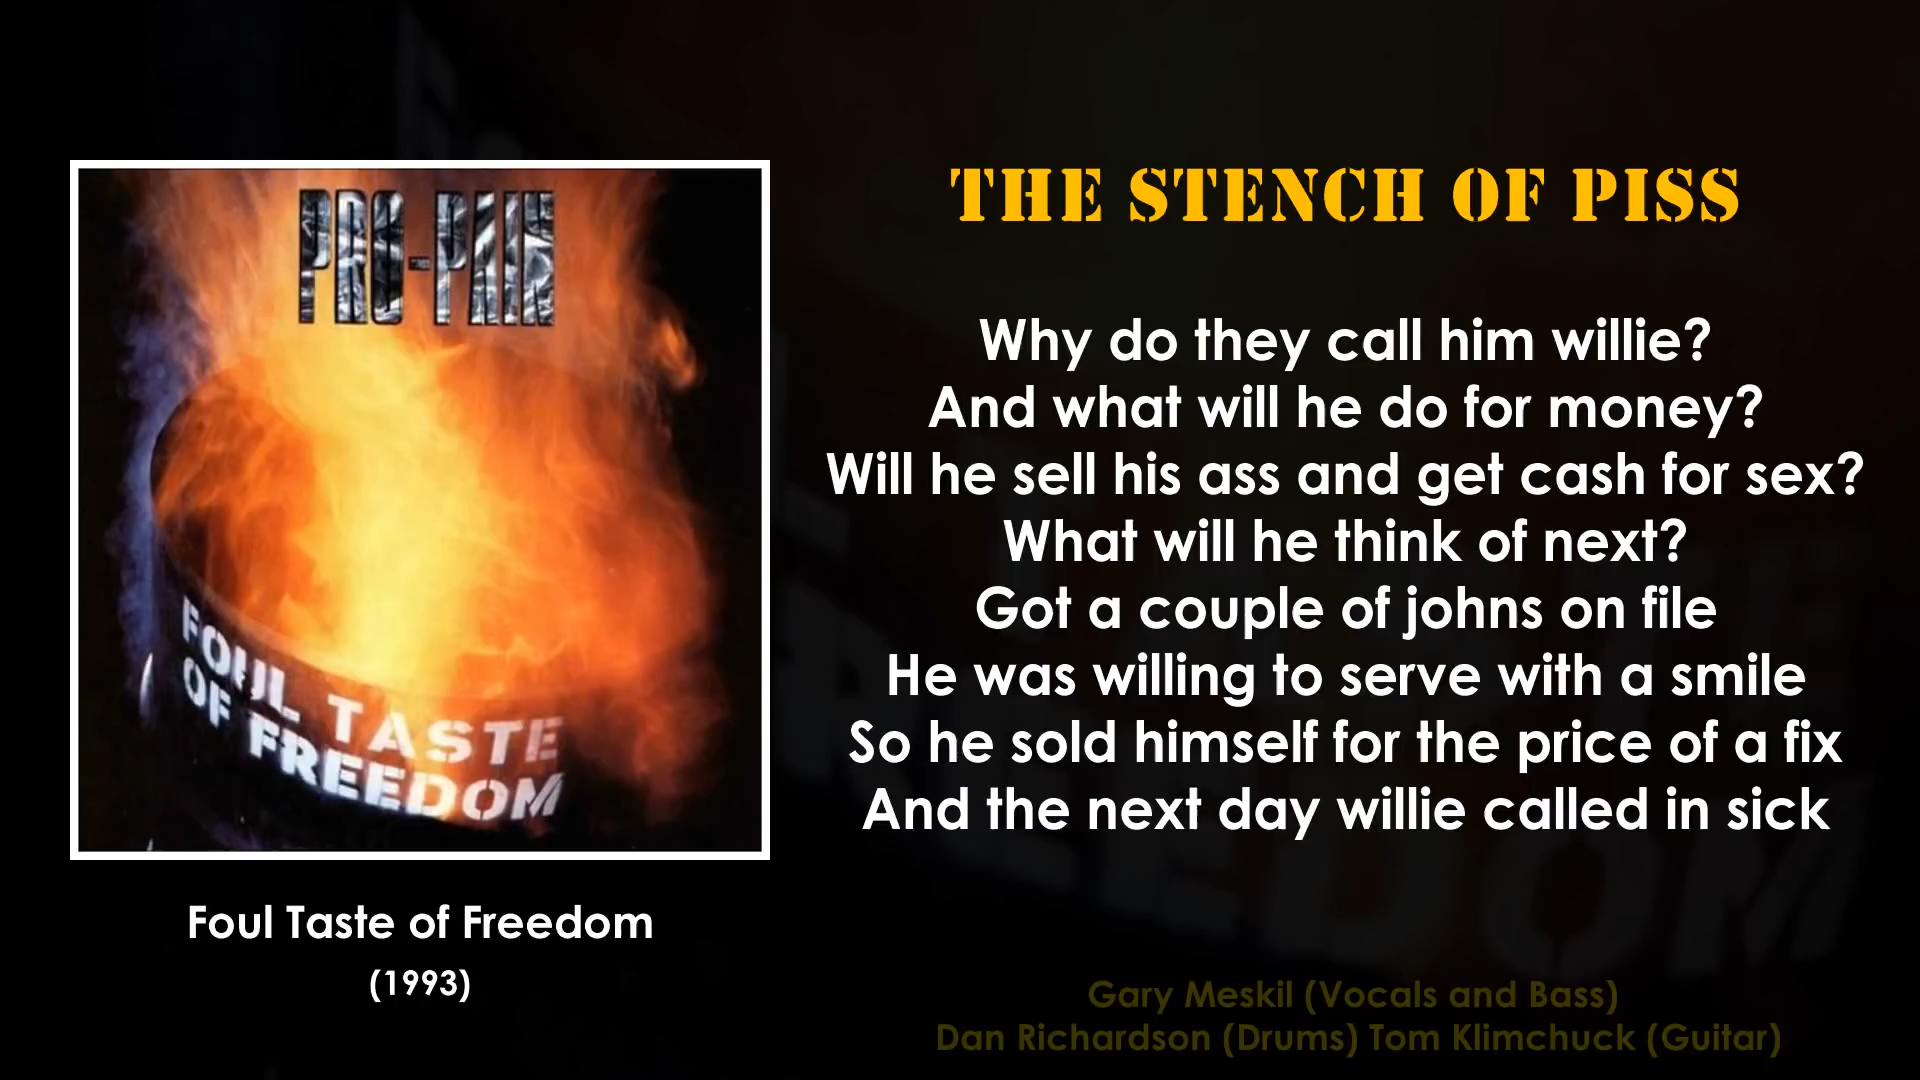 PRO-PAIN
FOUL TASTE
OF FREEDOM
Foul Taste of Freedom
(1993)
THE STENCH OF PISS
Why do they call him willie?
And what will he do for money?
Will he sell his ass and get cash for sex?
What will he think of next?
Got a couple of johns on file
He was willing to serve with a smile
So he sold himself for the price of a fix
And the next day willie called in sick
Gary Meskil (Vocals and Bass)
Dan Richardson (Drums) Tom Klimchuck (Guitar)